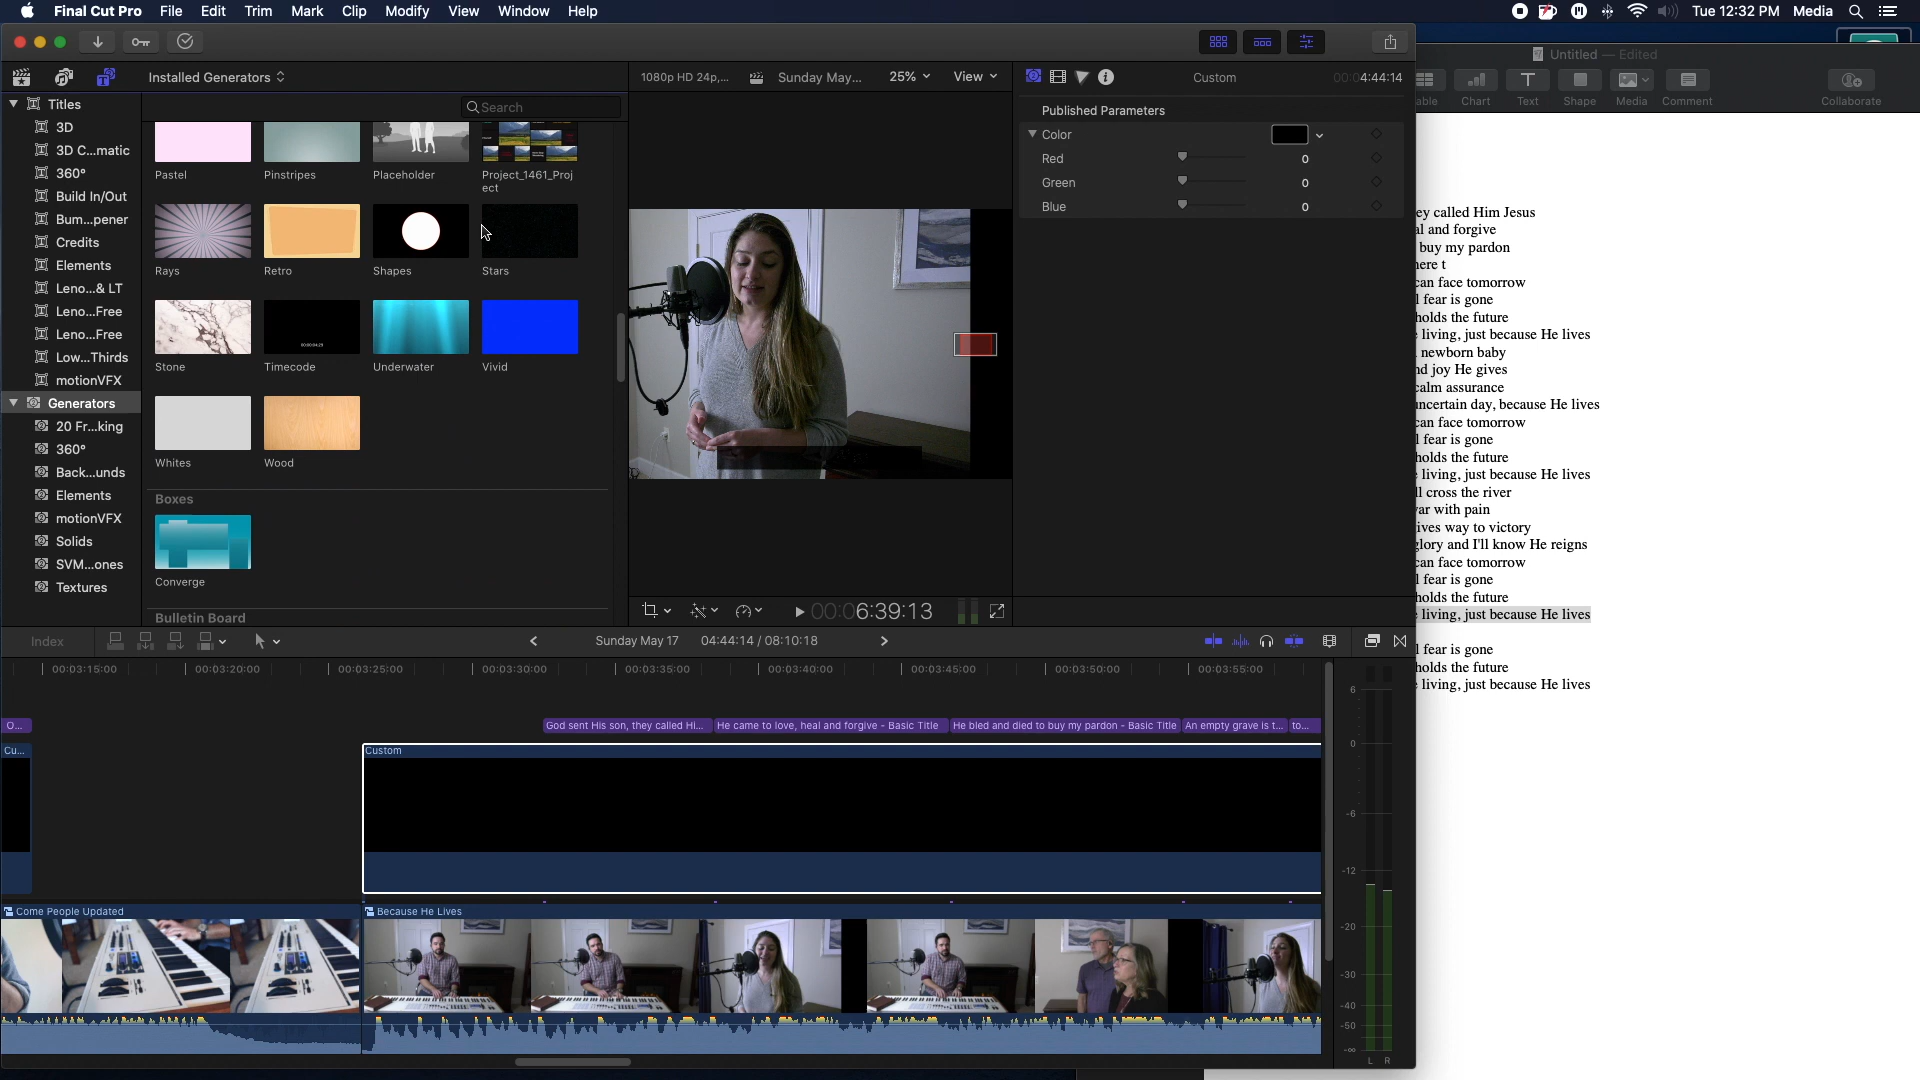 Final Cut Pro File Edit Trim Mark Clip Modify View Window Help
Tue 12:32 PM Media
Untitled — Edited
Installed Generators
1080p HD 24p,... Sunday May... 25% View
Custom 00:04:44:14
Chart Text Shape Media Comment Collaborate
Search
Titles
3D
3D C...matic
360°
Build In/Out
Bum...pener
Credits
Elements
Leno...& LT
Leno...Free
Leno...Free
Low...Thirds
motionVFX
Generators
20 Fr...king
360°
Back...unds
Elements
motionVFX
Solids
SVM...ones
Textures
Pastel Pinstripes Placeholder Project_1461_Proj
ect
Rays Retro Shapes Stars
Stone Timecode Underwater Vivid
Whites Wood
Boxes
Converge
Bulletin Board
Published Parameters
Color
Red 0
Green 0
Blue 0
00:06:39:13
ey called Him Jesus
al and forgive
buy my pardon
ere t
can face tomorrow
l fear is gone
holds the future
living, just because He lives
newborn baby
nd joy He gives
calm assurance
uncertain day, because He lives
can face tomorrow
l fear is gone
holds the future
living, just because He lives
ll cross the river
war with pain
ives way to victory
glory and I'll know He reigns
can face tomorrow
l fear is gone
holds the future
living, just because He lives
l fear is gone
holds the future
living, just because He lives
Index
Sunday May 17 04:44:14 / 08:10:18
00:03:15:00 00:03:20:00 00:03:25:00 00:03:30:00 00:03:35:00 00:03:40:00 00:03:45:00 00:03:50:00 00:03:55:00
O... God sent His son, they called Hi... He came to love, heal and forgive - Basic Title He bled and died to buy my pardon - Basic Title An empty grave is t... to...
Cu... Custom
Come People Updated Because He Lives
6
0
-6
-12
-20
-30
-40
-50
-∞
L R